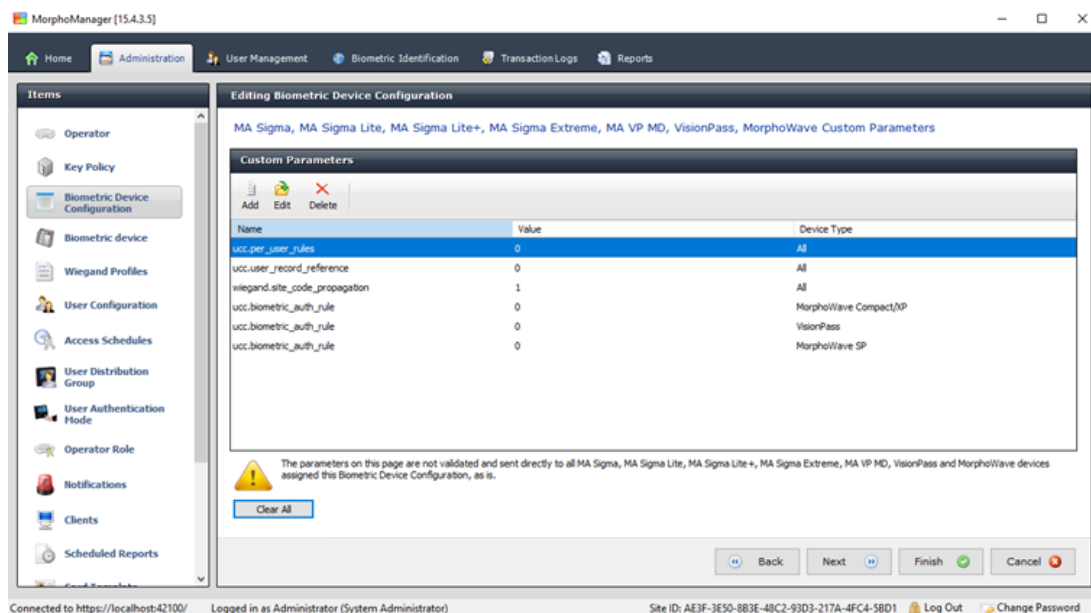 MorphoManager [15.4.3.5]
Home Administration User Management Biometric Identification Transaction Logs Reports
Items
Operator
Key Policy
Biometric Device
Configuration
Biometric device
Wiegand Profiles
User Configuration
Access Schedules
User Distribution
Group
User Authentication
Mode
Operator Role
Notifications
Clients
Scheduled Reports
Editing Biometric Device Configuration
MA Sigma, MA Sigma Lite, MA Sigma Lite+, MA Sigma Extreme, MA VP MD, VisionPass, MorphoWave Custom Parameters
Custom Parameters
Add Edit Delete
Name Value Device Type
ucc.per_user_rules 0 All
ucc.user_record_reference 0 All
wiegand.site_code_propagation 1 All
ucc.biometric_auth_rule 0 MorphoWave Compact/XP
ucc.biometric_auth_rule 0 VisionPass
ucc.biometric_auth_rule 0 MorphoWave SP
The parameters on this page are not validated and sent directly to all MA Sigma, MA Sigma Lite, MA Sigma Lite+, MA Sigma Extreme, MA VP MD, VisionPass and MorphoWave devices
assigned this Biometric Device Configuration, as is.
Clear All
Back Next Finish Cancel
Connected to https://localhost:42100/ Logged in as Administrator (System Administrator) Site ID: AE3F-3E50-8B3E-48C2-93D3-217A-4FC4-5BD1 Log Out Change Password